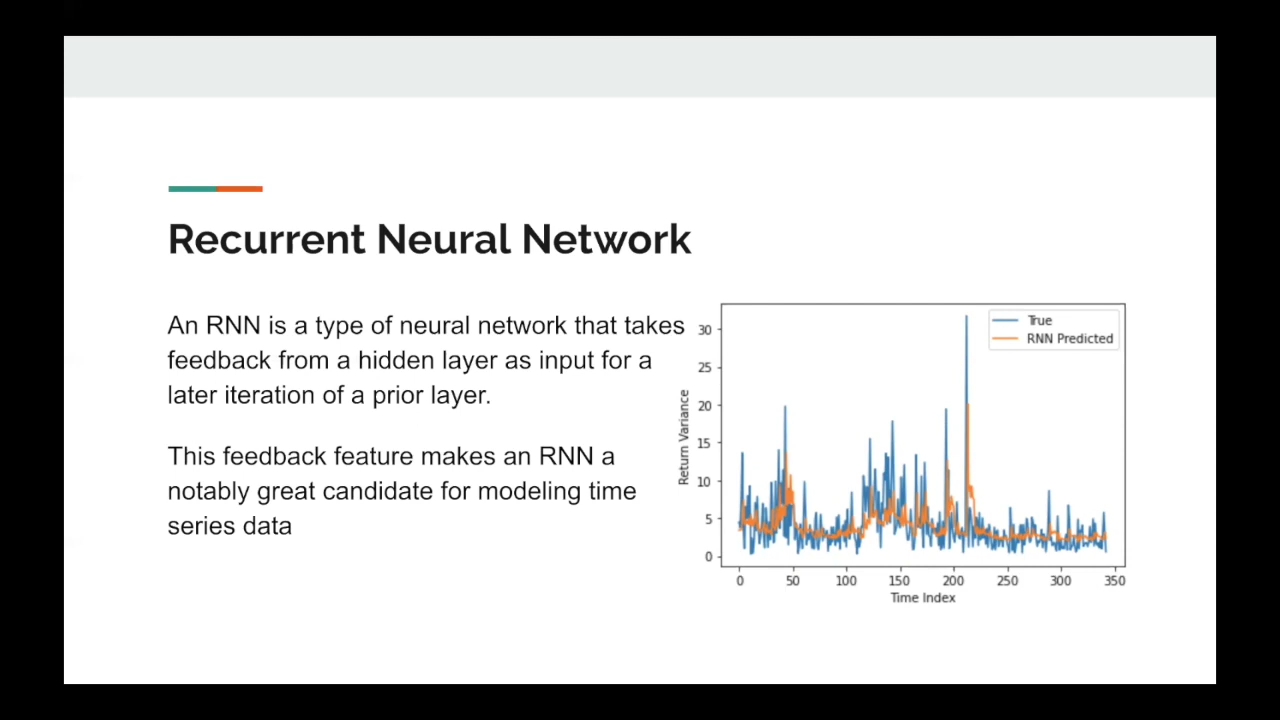 Recurrent Neural Network
An RNN is a type of neural network that takes
feedback from a hidden layer as input for a
later iteration of a prior layer.
This feedback feature makes an RNN a
notably great candidate for modeling time
series data
True
RNN Predicted
Return Variance
30
25
20
15
10
5
0
0 50 100 150 200 250 300 350
Time Index